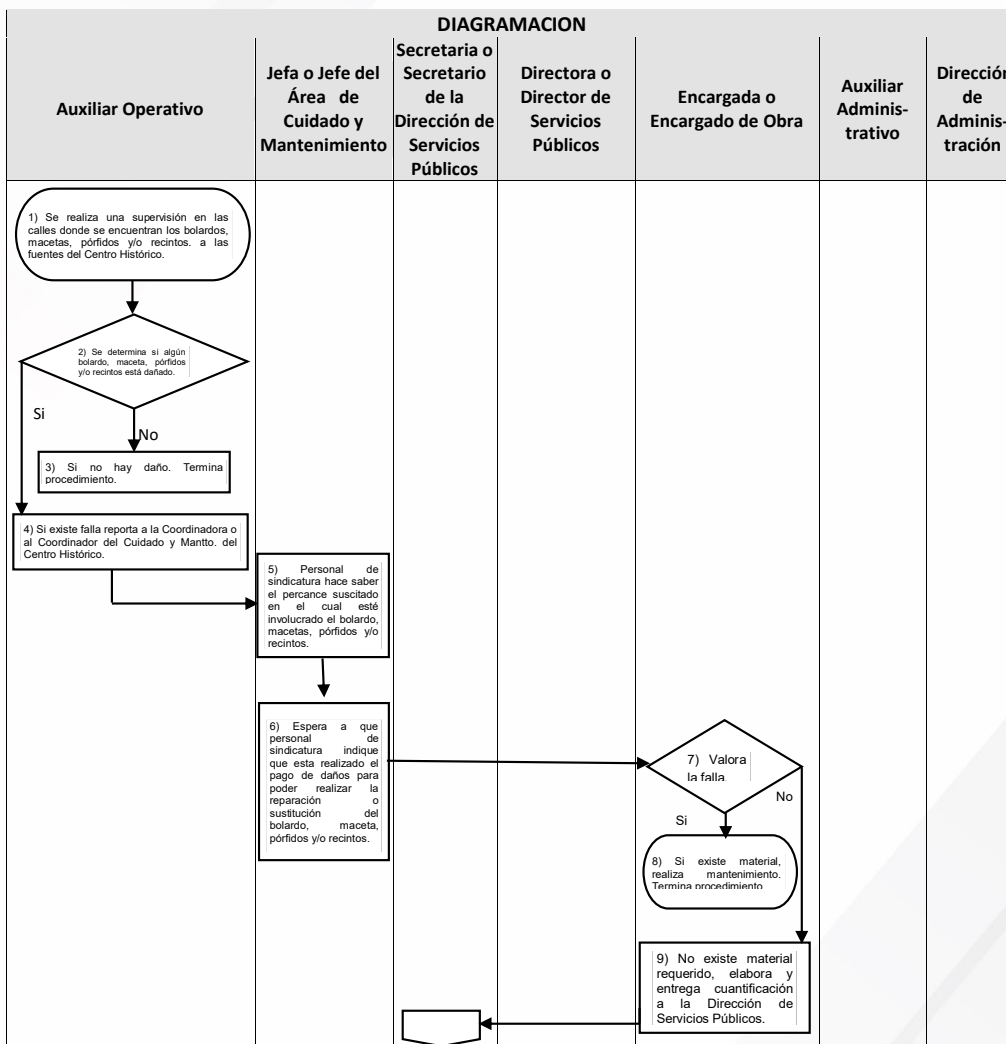 DIAGRAMACION
Auxiliar Operativo
Jefa o Jefe del
Área de
Cuidado y
Mantenimiento
Secretaria o
Secretario
de la
Dirección de
Servicios
Públicos
Directora o
Director de
Servicios
Públicos
Encargada o
Encargado de Obra
Auxiliar
Adminis-
trativo
Dirección
de
Adminis-
tración
1) Se realiza una supervisión en las
calles donde se encuentran los bolardos,
macetas, pórfidos y/o recintos. a las
fuentes del Centro Histórico.
2) Se determina si algún
bolardo, maceta, pórfidos
y/o recintos está dañado.
Si
No
3) Si no hay daño. Termina
procedimiento.
4) Si existe falla reporta a la Coordinadora o
al Coordinador del Cuidado y Mantto. del
Centro Histórico.
5) Personal de
sindicatura hace saber
el percance suscitado
en el cual esté
involucrado el bolardo,
macetas, pórfidos y/o
recintos.
6) Espera a que
personal de
sindicatura indique
que esta realizado el
pago de daños para
poder realizar la
reparación o
sustitución del
bolardo, maceta,
pórfidos y/o recintos.
7) Valora
la falla.
No
Si
8) Si existe material,
realiza mantenimiento.
Termina procedimiento
9) No existe material
requerido, elabora y
entrega cuantificación
a la Dirección de
Servicios Públicos.